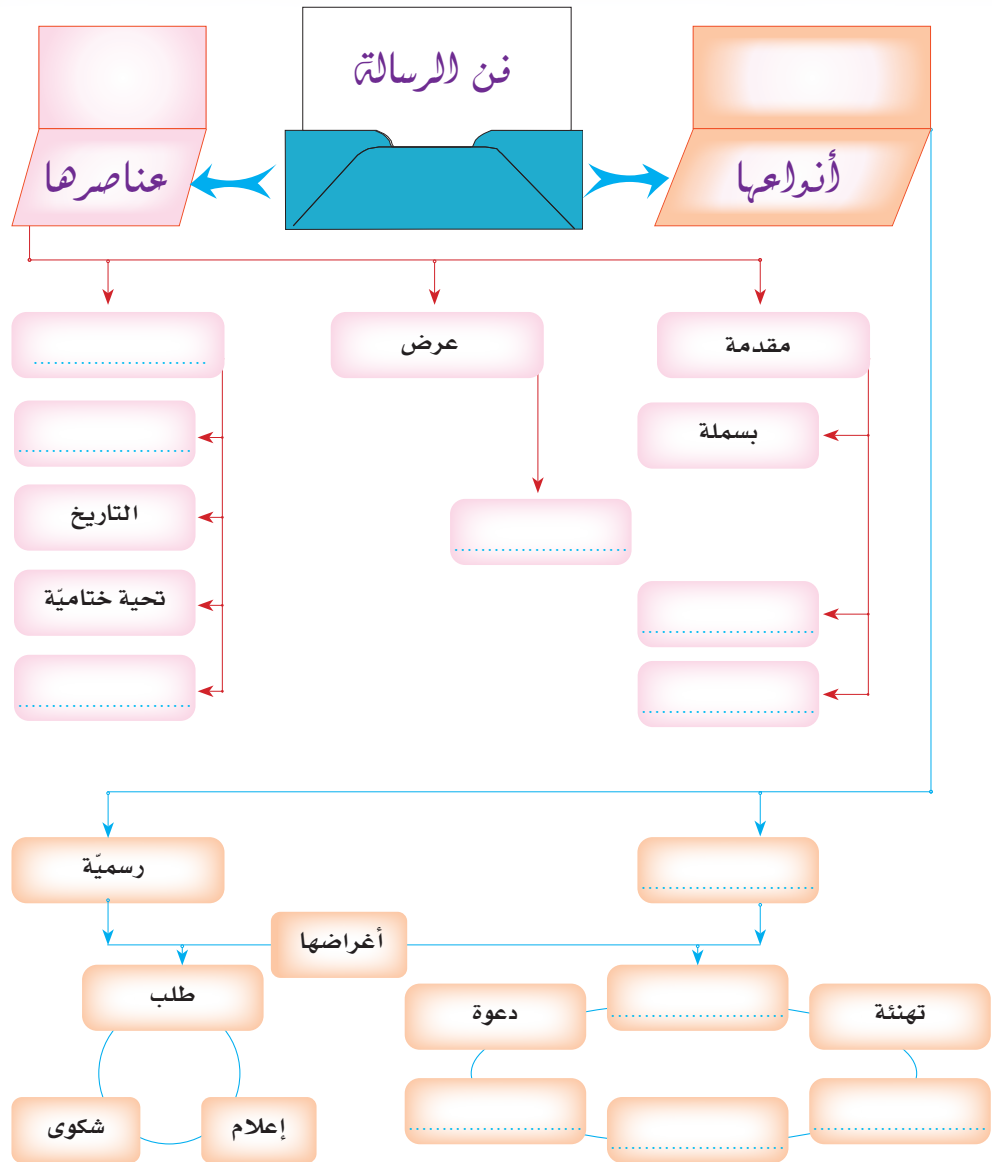 فن الرسالة
أنواعها
عناصرها
مقدمة
عرض
بسملة
التاريخ
تحية ختاميّة
رسميّة
أغراضها
طلب
تهنئة
دعوة
إعلام
شكوى